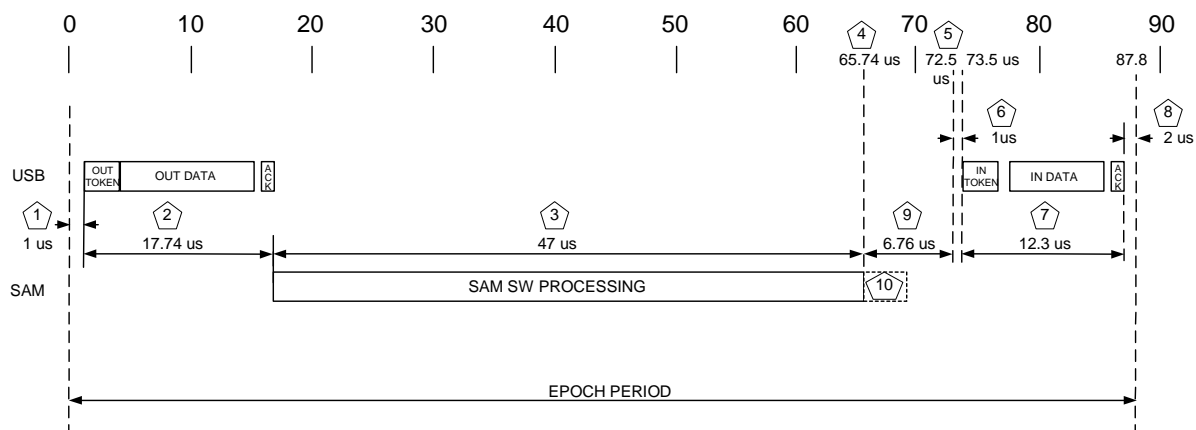 0 10 20 30 40 50 60 70 80 90
4 5
65.74 us 72.5 us 73.5 us 87.8
6 8
1us 2 us
USB OUT TOKEN OUT DATA ACK IN TOKEN IN DATA ACK
1 2 3 9 7
1 us 17.74 us 47 us 6.76 us 12.3 us
SAM SAM SW PROCESSING 10
EPOCH PERIOD